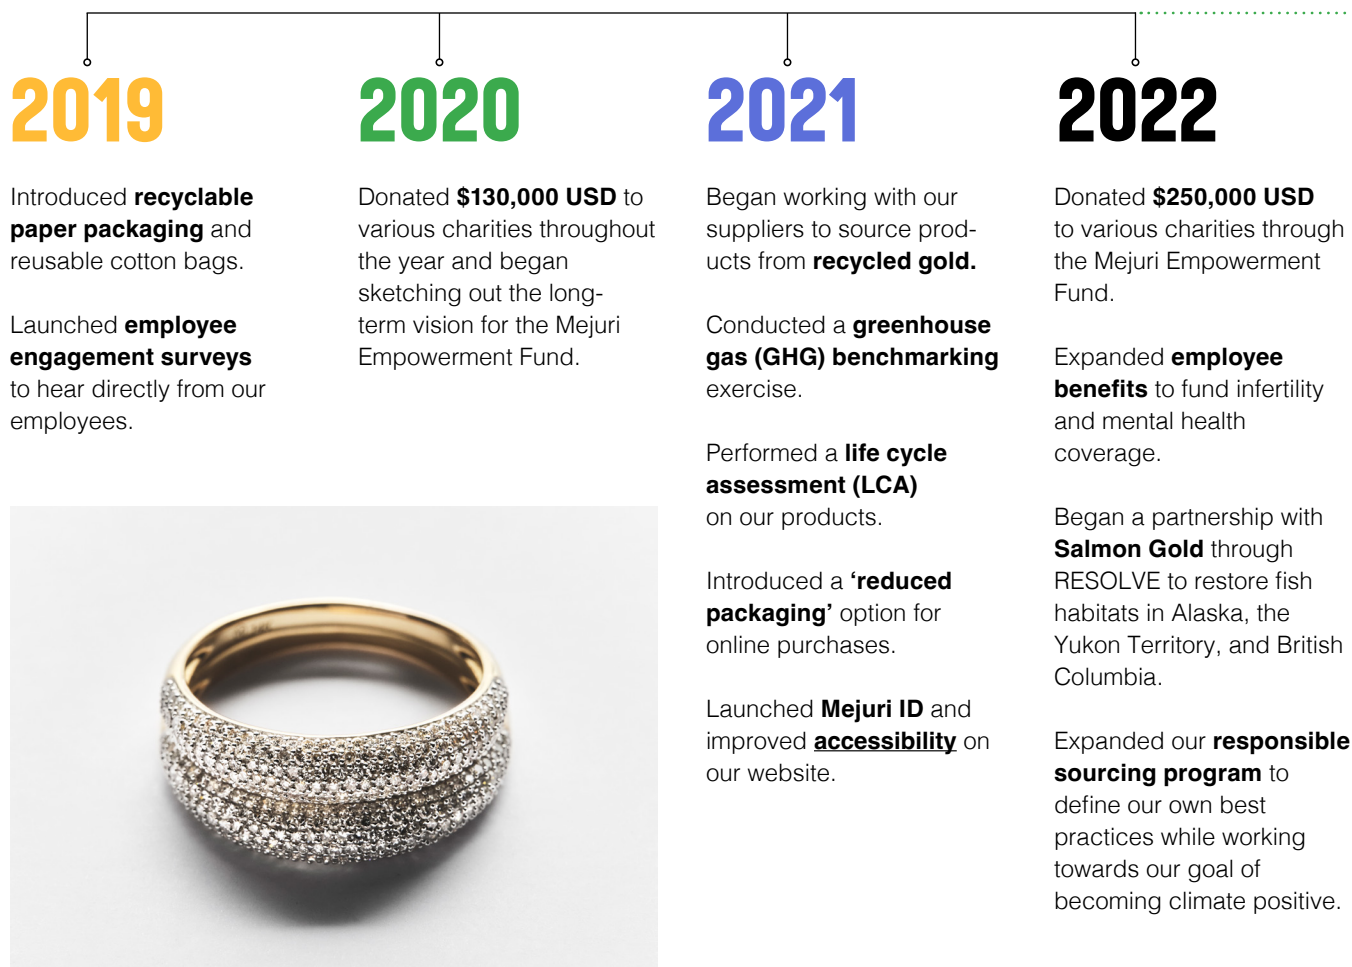 2019
Introduced recyclable
paper packaging and
reusable cotton bags.
Launched employee
engagement surveys
to hear directly from our
employees.
2020
Donated $130,000 USD to
various charities throughout
the year and began
sketching out the long-
term vision for the Mejuri
Empowerment Fund.
2021
Began working with our
suppliers to source prod-
ucts from recycled gold.
Conducted a greenhouse
gas (GHG) benchmarking
exercise.
Performed a life cycle
assessment (LCA)
on our products.
Introduced a ‘reduced
packaging’ option for
online purchases.
Launched Mejuri ID and
improved accessibility on
our website.
2022
Donated $250,000 USD
to various charities through
the Mejuri Empowerment
Fund.
Expanded employee
benefits to fund infertility
and mental health
coverage.
Began a partnership with
Salmon Gold through
RESOLVE to restore fish
habitats in Alaska, the
Yukon Territory, and British
Columbia.
Expanded our responsible
sourcing program to
define our own best
practices while working
towards our goal of
becoming climate positive.